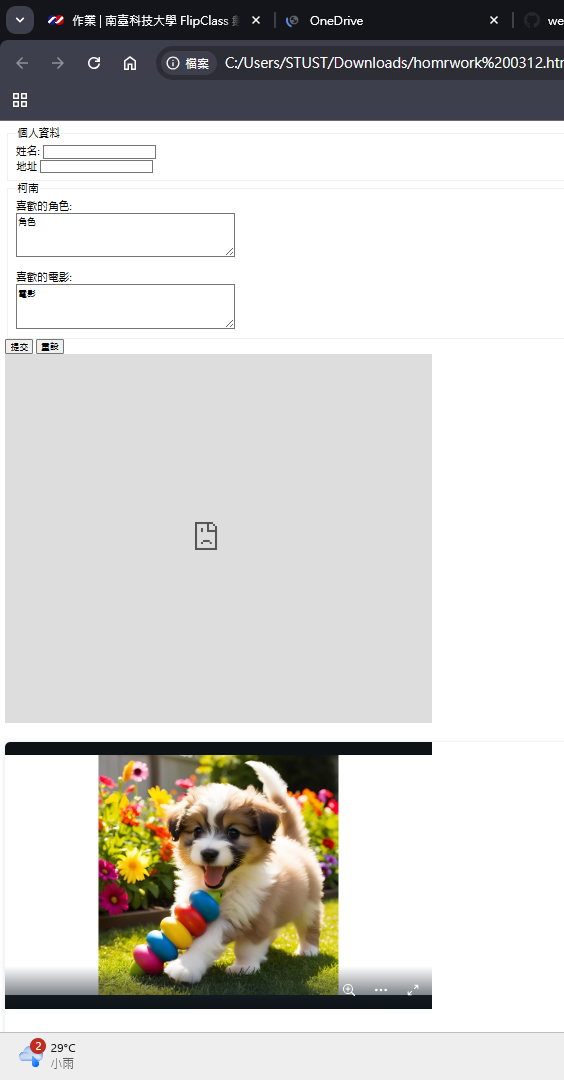 作業 | 南臺科技大學 FlipClass
OneDrive
we
檔案
C:/Users/STUST/Downloads/homrwork%200312.htm
個人資料
姓名:
地址
柯南
喜歡的角色:
角色
喜歡的電影:
電影
提交 重設
2
29°C
小雨